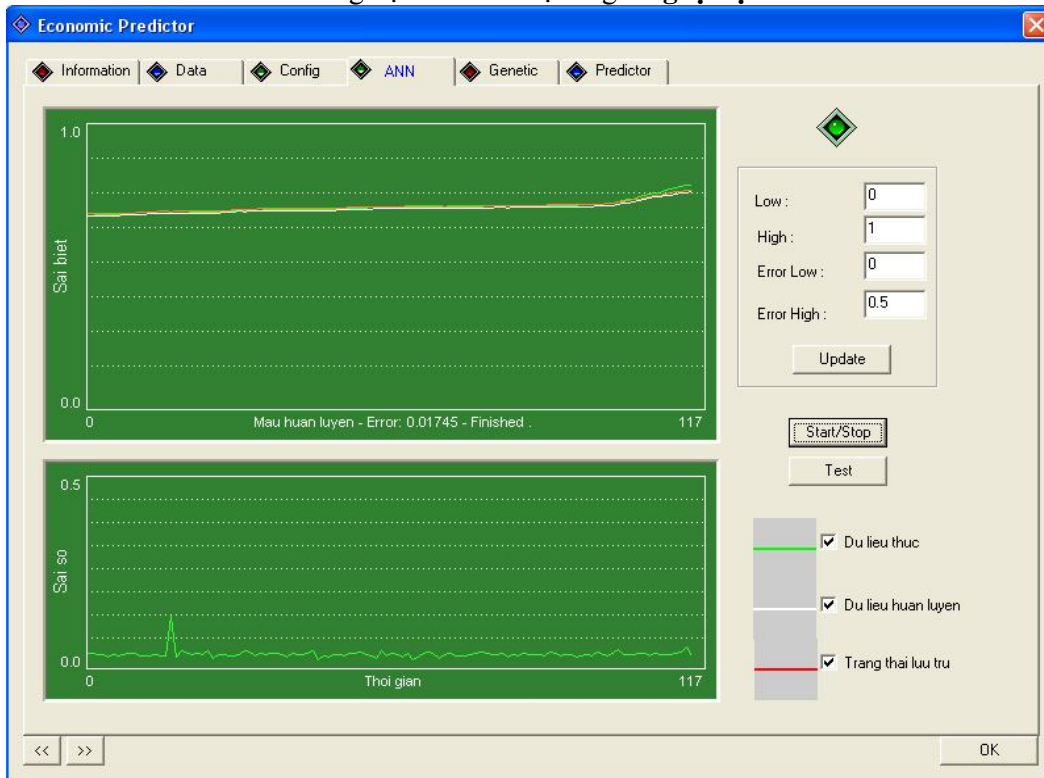 Economic Predictor
Information Data Config ANN Genetic Predictor
1.0
Sai biet
0.0
0 Mau huan luyen - Error: 0.01745 - Finished . 117
Low : 0
High : 1
Error Low : 0
Error High : 0.5
Update
Start/Stop
Test
0.5
Sai so
0.0
0 Thoi gian 117
Du lieu thuc
Du lieu huan luyen
Trang thai luu tru
<< >> OK